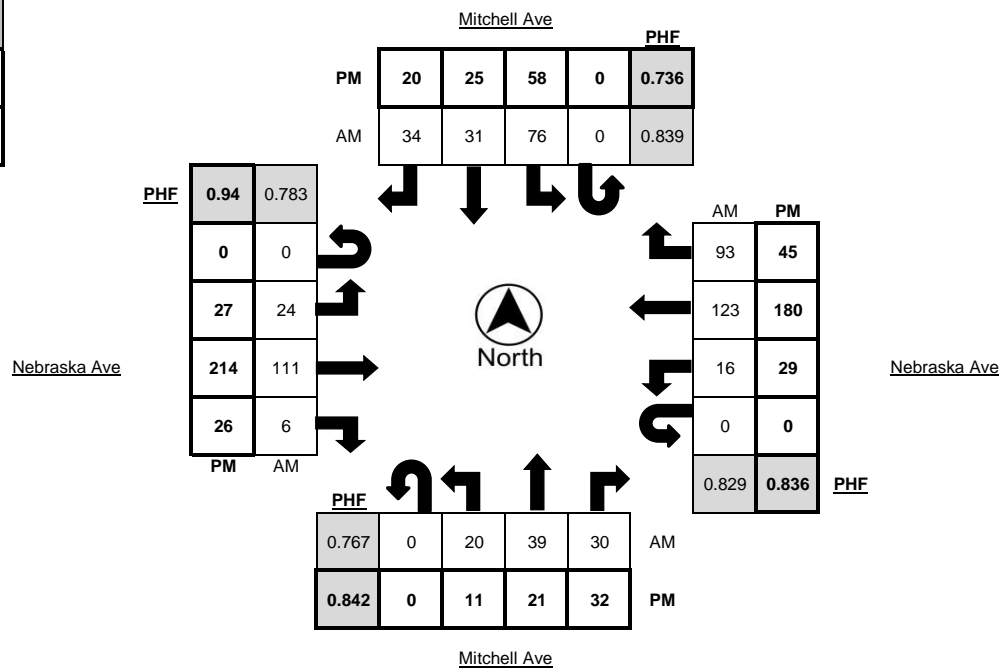 Mitchell Ave
PHF
PM 20 25 58 0 0.736
AM 34 31 76 0 0.839
PHF 0.94 0.783
0 0
27 24
214 111
26 6
PM AM
Nebraska Ave
North
AM PM
93 45
123 180
16 29
0 0
0.829 0.836 PHF
Nebraska Ave
PHF
0.767 0 20 39 30 AM
0.842 0 11 21 32 PM
Mitchell Ave